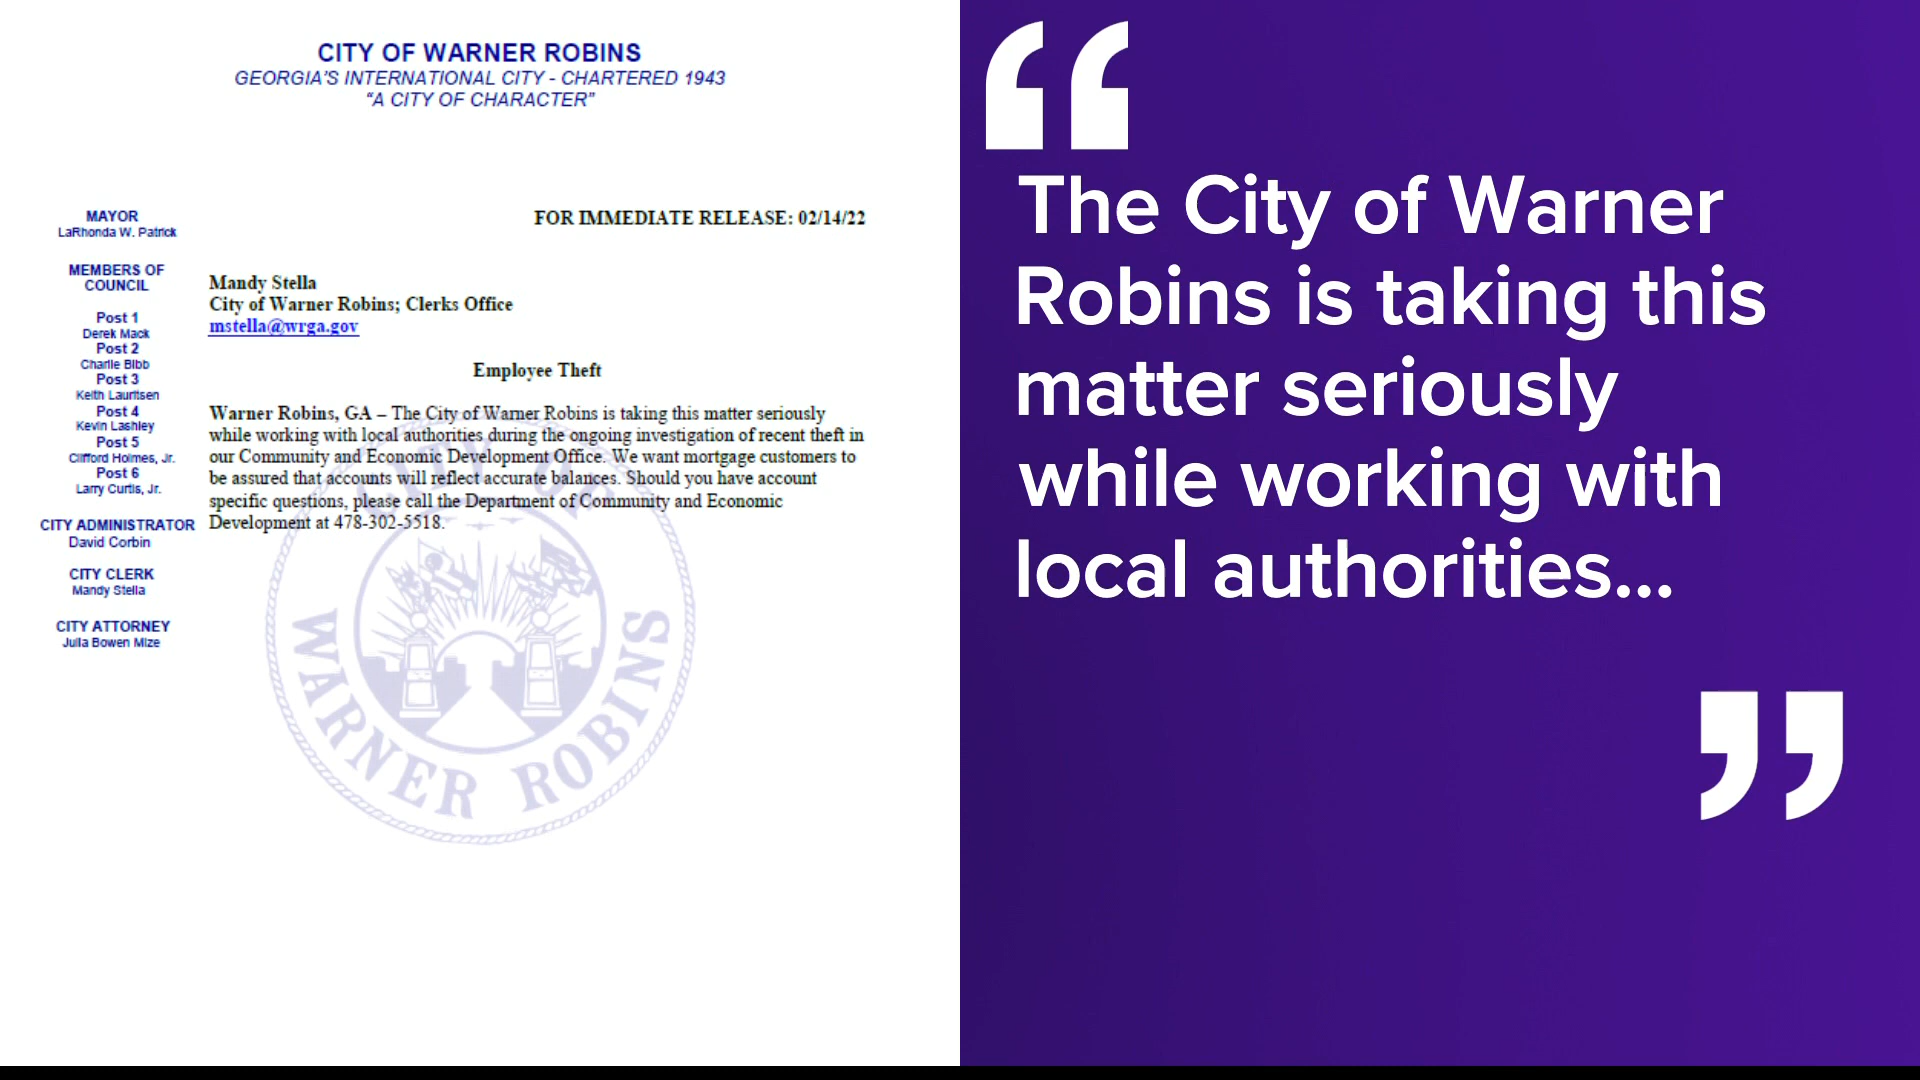 CITY OF WARNER ROBINS
GEORGIA'S INTERNATIONAL CITY - CHARTERED 1943
"A CITY OF CHARACTER"
MAYOR
LaRhonda W. Patrick
MEMBERS OF
COUNCIL
Post 1
Derek Mack
Post 2
Charlie Bibb
Post 3
Keith Lauritsen
Post 4
Kevin Lashley
Post 5
Clifford Holmes, Jr.
Post 6
Larry Curtis, Jr.
CITY ADMINISTRATOR
David Corbin
CITY CLERK
Mandy Stella
CITY ATTORNEY
Julia Bowen Mize
FOR IMMEDIATE RELEASE: 02/14/22
Mandy Stella
City of Warner Robins; Clerks Office
mstella@wrga.gov
Employee Theft
Warner Robins, GA – The City of Warner Robins is taking this matter seriously
while working with local authorities during the ongoing investigation of recent theft in
our Community and Economic Development Office. We want mortgage customers to
be assured that accounts will reflect accurate balances. Should you have account
specific questions, please call the Department of Community and Economic
Development at 478-302-5518.
CITY OF
WARNER ROBINS
“
The City of Warner
Robins is taking this
matter seriously
while working with
local authorities...
”